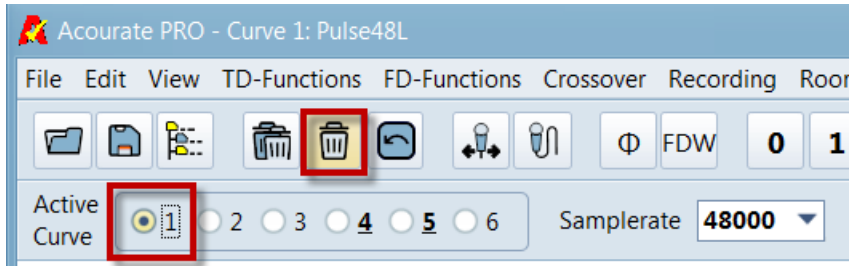 Acourate PRO - Curve 1: Pulse48L
File Edit View TD-Functions FD-Functions Crossover Recording Roor
Φ FDW 0 1
Active Curve 1 2 3 4 5 6 Samplerate 48000